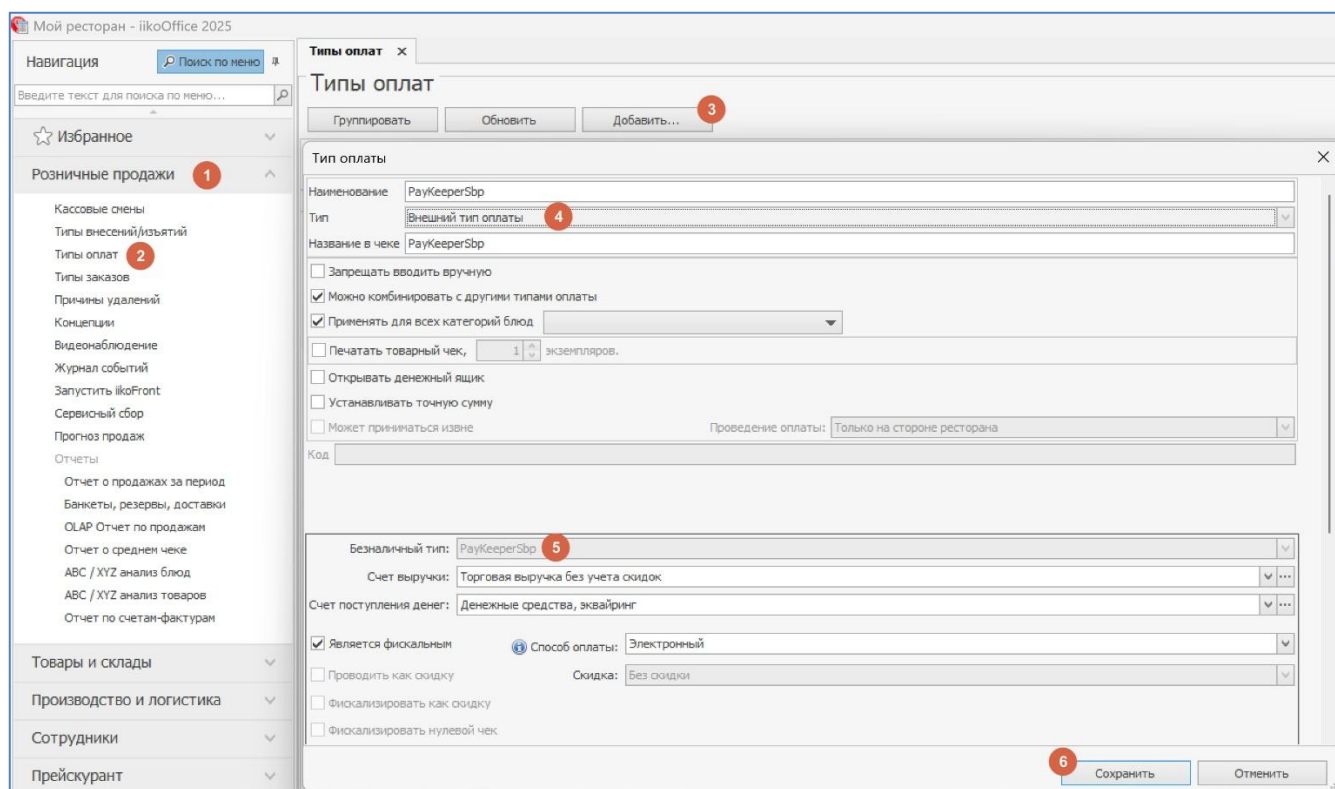 Мой ресторан - iikoOffice 2025
Навигация
Поиск по меню
Введите текст для поиска по меню...
Избранное
Розничные продажи 1
Кассовые смены
Типы внесений/изъятий
Типы оплат 2
Типы заказов
Причины удалений
Концепции
Видеонаблюдение
Журнал событий
Запустить iikoFront
Сервисный сбор
Прогноз продаж
Отчеты
Отчет о продажах за период
Банкеты, резервы, доставки
OLAP Отчет по продажам
Отчет о среднем чеке
ABC / XYZ анализ блюд
ABC / XYZ анализ товаров
Отчет по счетам-фактурам
Товары и склады
Производство и логистика
Сотрудники
Прейскурант
Типы оплат
Типы оплат
Группировать Обновить Добавить... 3
Тип оплаты
Наименование PayKeeperSbp
Тип Внешний тип оплаты 4
Название в чеке PayKeeperSbp
Запрещать вводить вручную
Можно комбинировать с другими типами оплаты
Применять для всех категорий блюд
Печатать товарный чек, 1 экземпляров.
Открывать денежный ящик
Устанавливать точную сумму
Может приниматься извне Проведение оплаты: Только на стороне ресторана
Код
Безналичный тип: PayKeeperSbp 5
Счет выручки: Торговая выручка без учета скидок
Счет поступления денег: Денежные средства, эквайринг
Является фискальным Способ оплаты: Электронный
Проводить как скидку Скидка: Без скидки
Фискализировать как скидку
Фискализировать нулевой чек
6 Сохранить Отменить